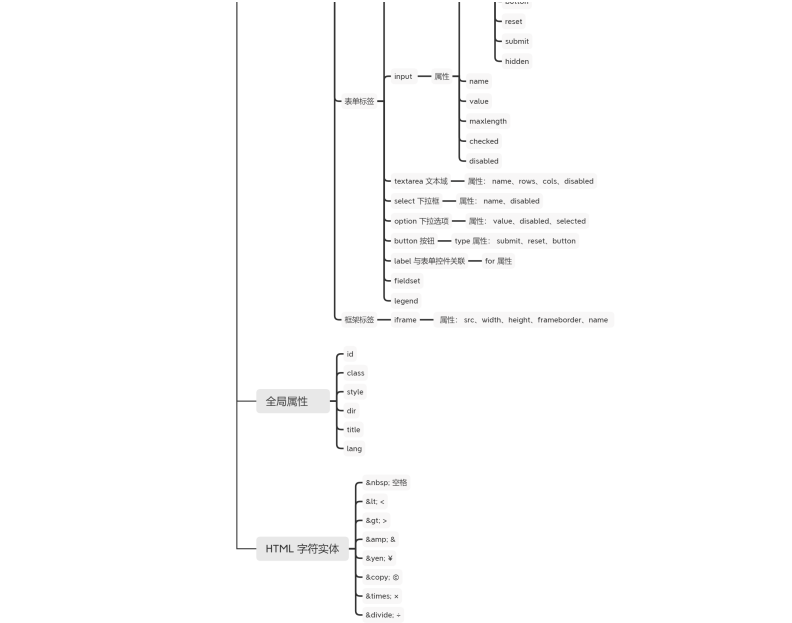 reset
submit
hidden
input
属性
name
value
表单标签
maxlength
checked
disabled
textarea 文本域
属性： name、rows、cols、disabled
select 下拉框
属性： name、disabled
option 下拉选项
属性： value、disabled、selected
button 按钮
type 属性： submit、reset、button
label 与表单控件关联
for 属性
fieldset
legend
框架标签
iframe
属性： src、width、height、frameborder、name
id
class
style
全局属性
dir
title
lang
&nbsp; 空格
&lt; <
&gt; >
&amp; &
HTML 字符实体
&yen; ¥
&copy; ©
&times; ×
&divide; ÷